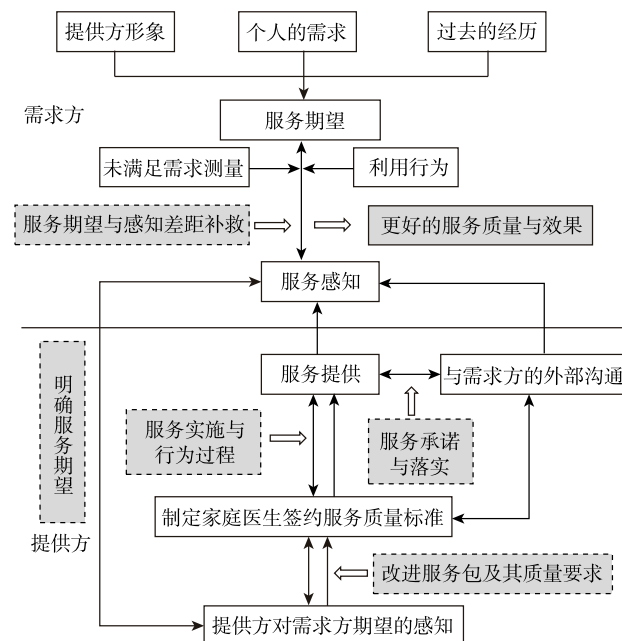 提供方形象
个人的需求
过去的经历
需求方
服务期望
未满足需求测量
利用行为
服务期望与感知差距补救
更好的服务质量与效果
服务感知
明确服务期望
服务提供
与需求方的外部沟通
服务实施与
行为过程
服务承诺
与落实
制定家庭医生签约服务质量标准
提供方
改进服务包及其质量要求
提供方对需求方期望的感知